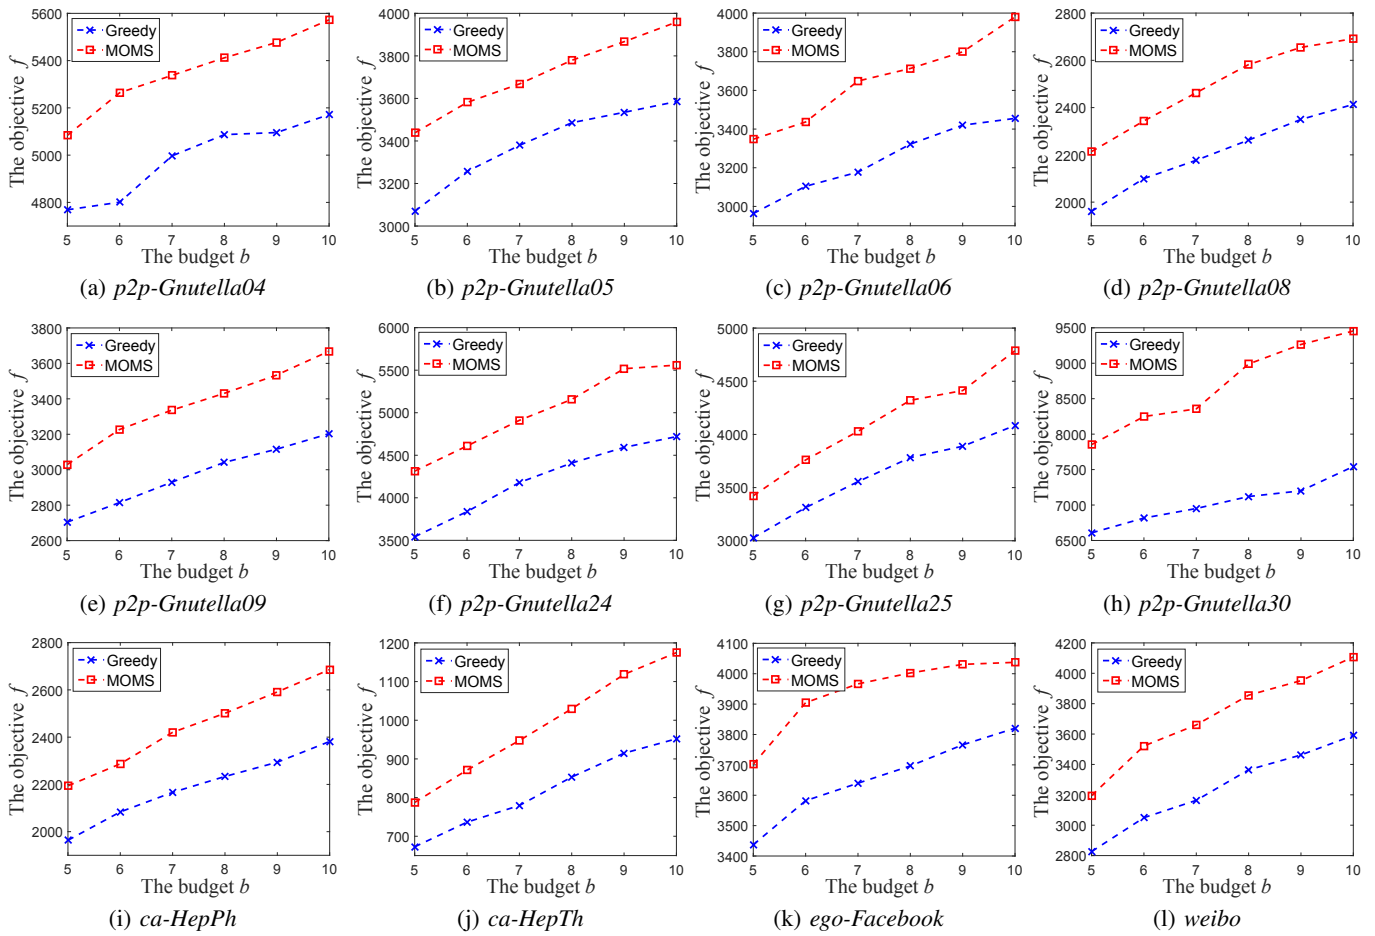 5600
5400
5200
5000
4800
The objective f
Greedy
MOMS
5 6 7 8 9 10
The budget b
(a) p2p-Gnutella04
4000
3800
3600
3400
3200
3000
The objective f
Greedy
MOMS
5 6 7 8 9 10
The budget b
(b) p2p-Gnutella05
4000
3800
3600
3400
3200
3000
The objective f
Greedy
MOMS
5 6 7 8 9 10
The budget b
(c) p2p-Gnutella06
2800
2600
2400
2200
2000
The objective f
Greedy
MOMS
5 6 7 8 9 10
The budget b
(d) p2p-Gnutella08
3800
3600
3400
3200
3000
2800
2600
The objective f
Greedy
MOMS
5 6 7 8 9 10
The budget b
(e) p2p-Gnutella09
6000
5500
5000
4500
4000
3500
The objective f
Greedy
MOMS
5 6 7 8 9 10
The budget b
(f) p2p-Gnutella24
5000
4500
4000
3500
3000
The objective f
Greedy
MOMS
5 6 7 8 9 10
The budget b
(g) p2p-Gnutella25
9500
9000
8500
8000
7500
7000
6500
The objective f
Greedy
MOMS
5 6 7 8 9 10
The budget b
(h) p2p-Gnutella30
2800
2600
2400
2200
2000
The objective f
Greedy
MOMS
5 6 7 8 9 10
The budget b
(i) ca-HepPh
1200
1100
1000
900
800
700
The objective f
Greedy
MOMS
5 6 7 8 9 10
The budget b
(j) ca-HepTh
4100
4000
3900
3800
3700
3600
3500
3400
The objective f
Greedy
MOMS
5 6 7 8 9 10
The budget b
(k) ego-Facebook
4200
4000
3800
3600
3400
3200
3000
2800
The objective f
Greedy
MOMS
5 6 7 8 9 10
The budget b
(l) weibo